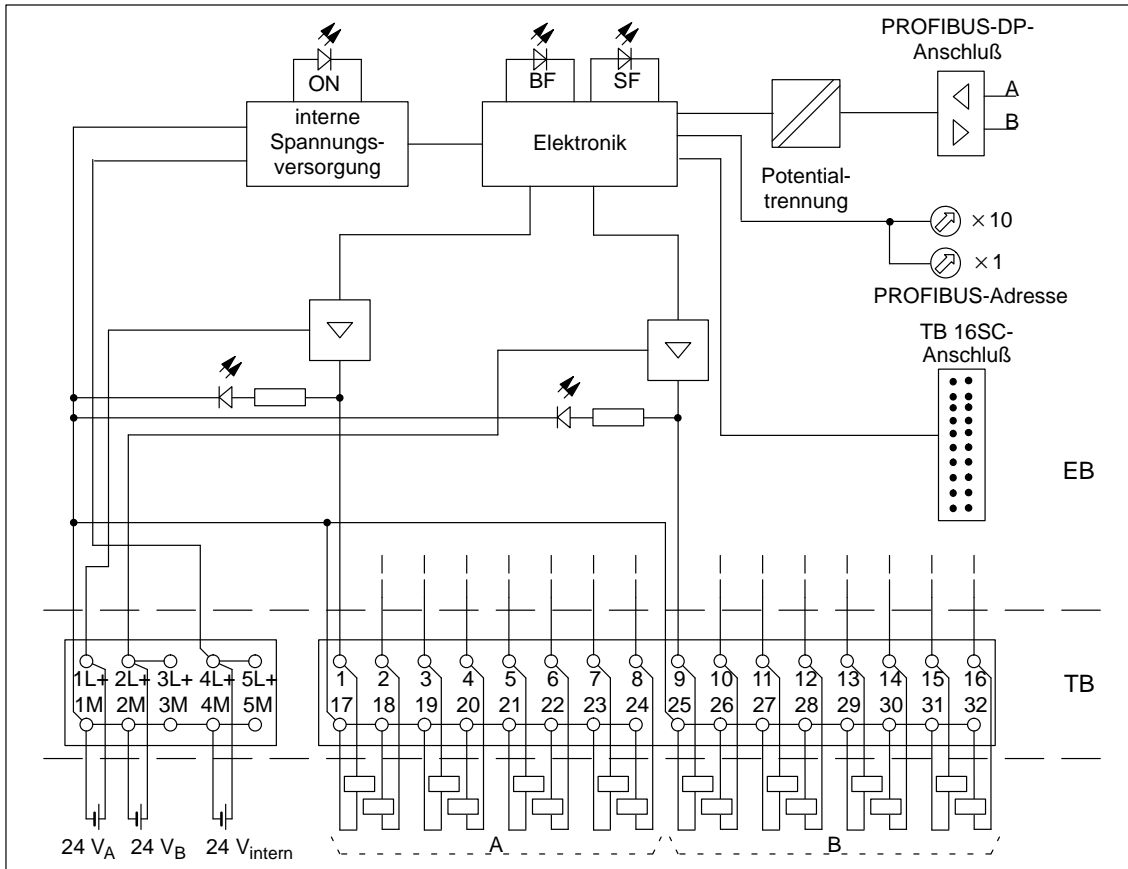 PROFIBUS-DP-
Anschluß
ON
BF
SF
A
B
interne
Spannungs-
versorgung
Elektronik
Potential-
trennung
×10
×1
PROFIBUS-Adresse
TB 16SC-
Anschluß
EB
1L+ 2L+ 3L+ 4L+ 5L+
1M 2M 3M 4M 5M
1 2 3 4 5 6 7 8 9 10 11 12 13 14 15 16
17 18 19 20 21 22 23 24 25 26 27 28 29 30 31 32
TB
24 VA 24 VB 24 Vintern
A
B